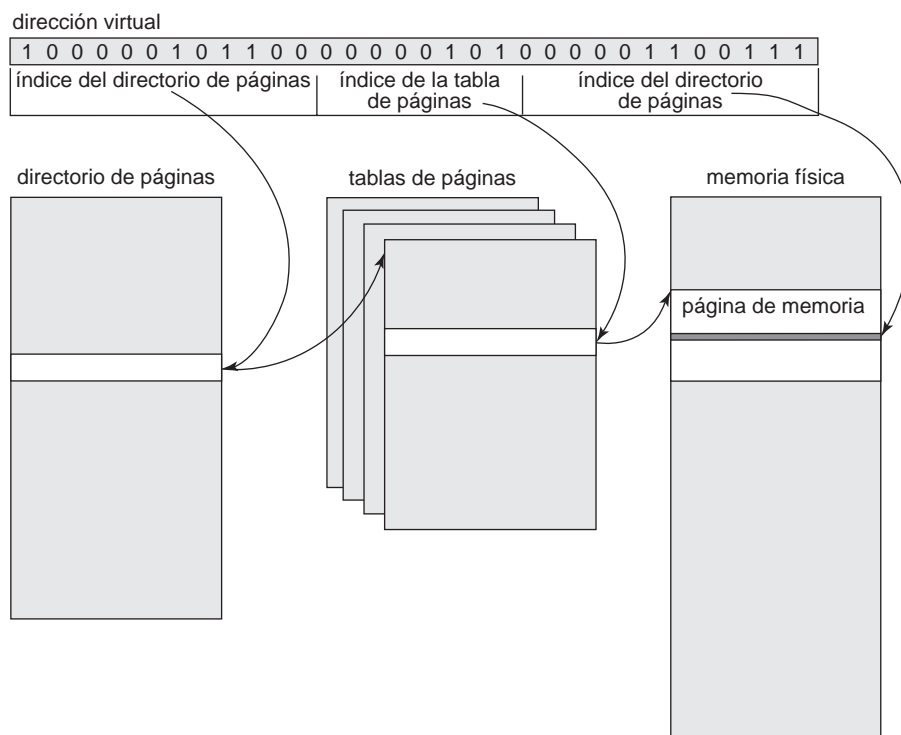 dirección virtual
1 0 0 0 0 0 0 1 0 1 1 0 0 0 0 0 0 0 1 0 1 0 0 0 0 0 1 1 0 0 1 1 1
índice del directorio de páginas
índice de la tabla
de páginas
índice del directorio
de páginas
directorio de páginas
tablas de páginas
memoria física
página de memoria